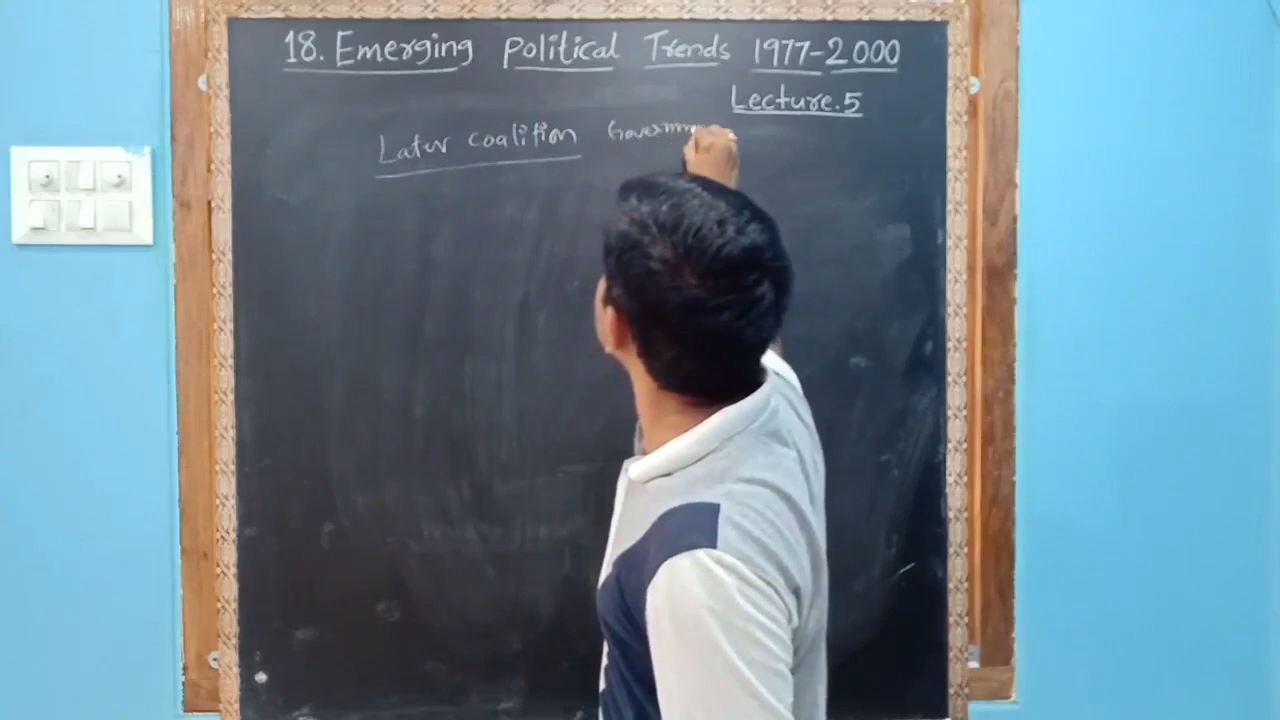 18. Emerging Political Trends 1977-2000
Lecture.5
Later coalition